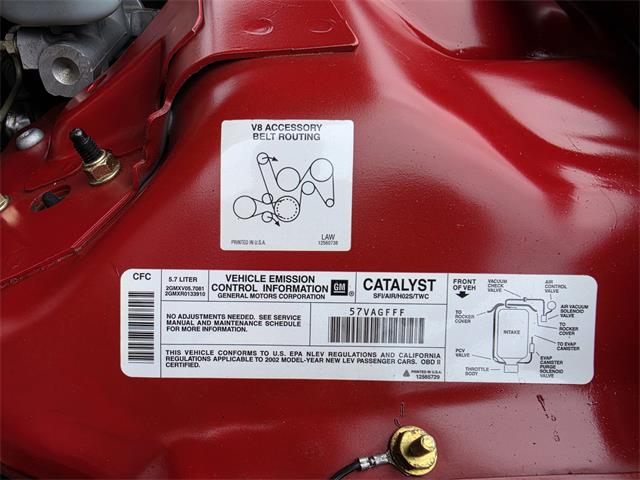 V8 ACCESSORY
BELT ROUTING
PRINTED IN U.S.A.
LAW
12560738
CFC
5.7 LITER
2GMXV05.7081
2GMXR0133910
VEHICLE EMISSION
CONTROL INFORMATION
GENERAL MOTORS CORPORATION
GM
CATALYST
SFI/AIR/HO2S/TWC
NO ADJUSTMENTS NEEDED. SEE SERVICE
MANUAL AND MAINTENANCE SCHEDULE
FOR MORE INFORMATION.
57VAGFFF
THIS VEHICLE CONFORMS TO U.S. EPA NLEV REGULATIONS AND CALIFORNIA
REGULATIONS APPLICABLE TO 2002 MODEL-YEAR NEW LEV PASSENGER CARS. OBD II
CERTIFIED.
PRINTED IN U.S.A.
12565729
FRONT
OF VEH
VACUUM
CHECK
VALVE
AIR
CONTROL
VALVE
AIR VACUUM
SOLENOID
VALVE
TO ROCKER
COVER
INTAKE
TO
ROCKER
COVER
TO EVAP
CANISTER
PCV
VALVE
THROTTLE
BODY
EVAP
CANISTER
PURGE
SOLENOID
VALVE